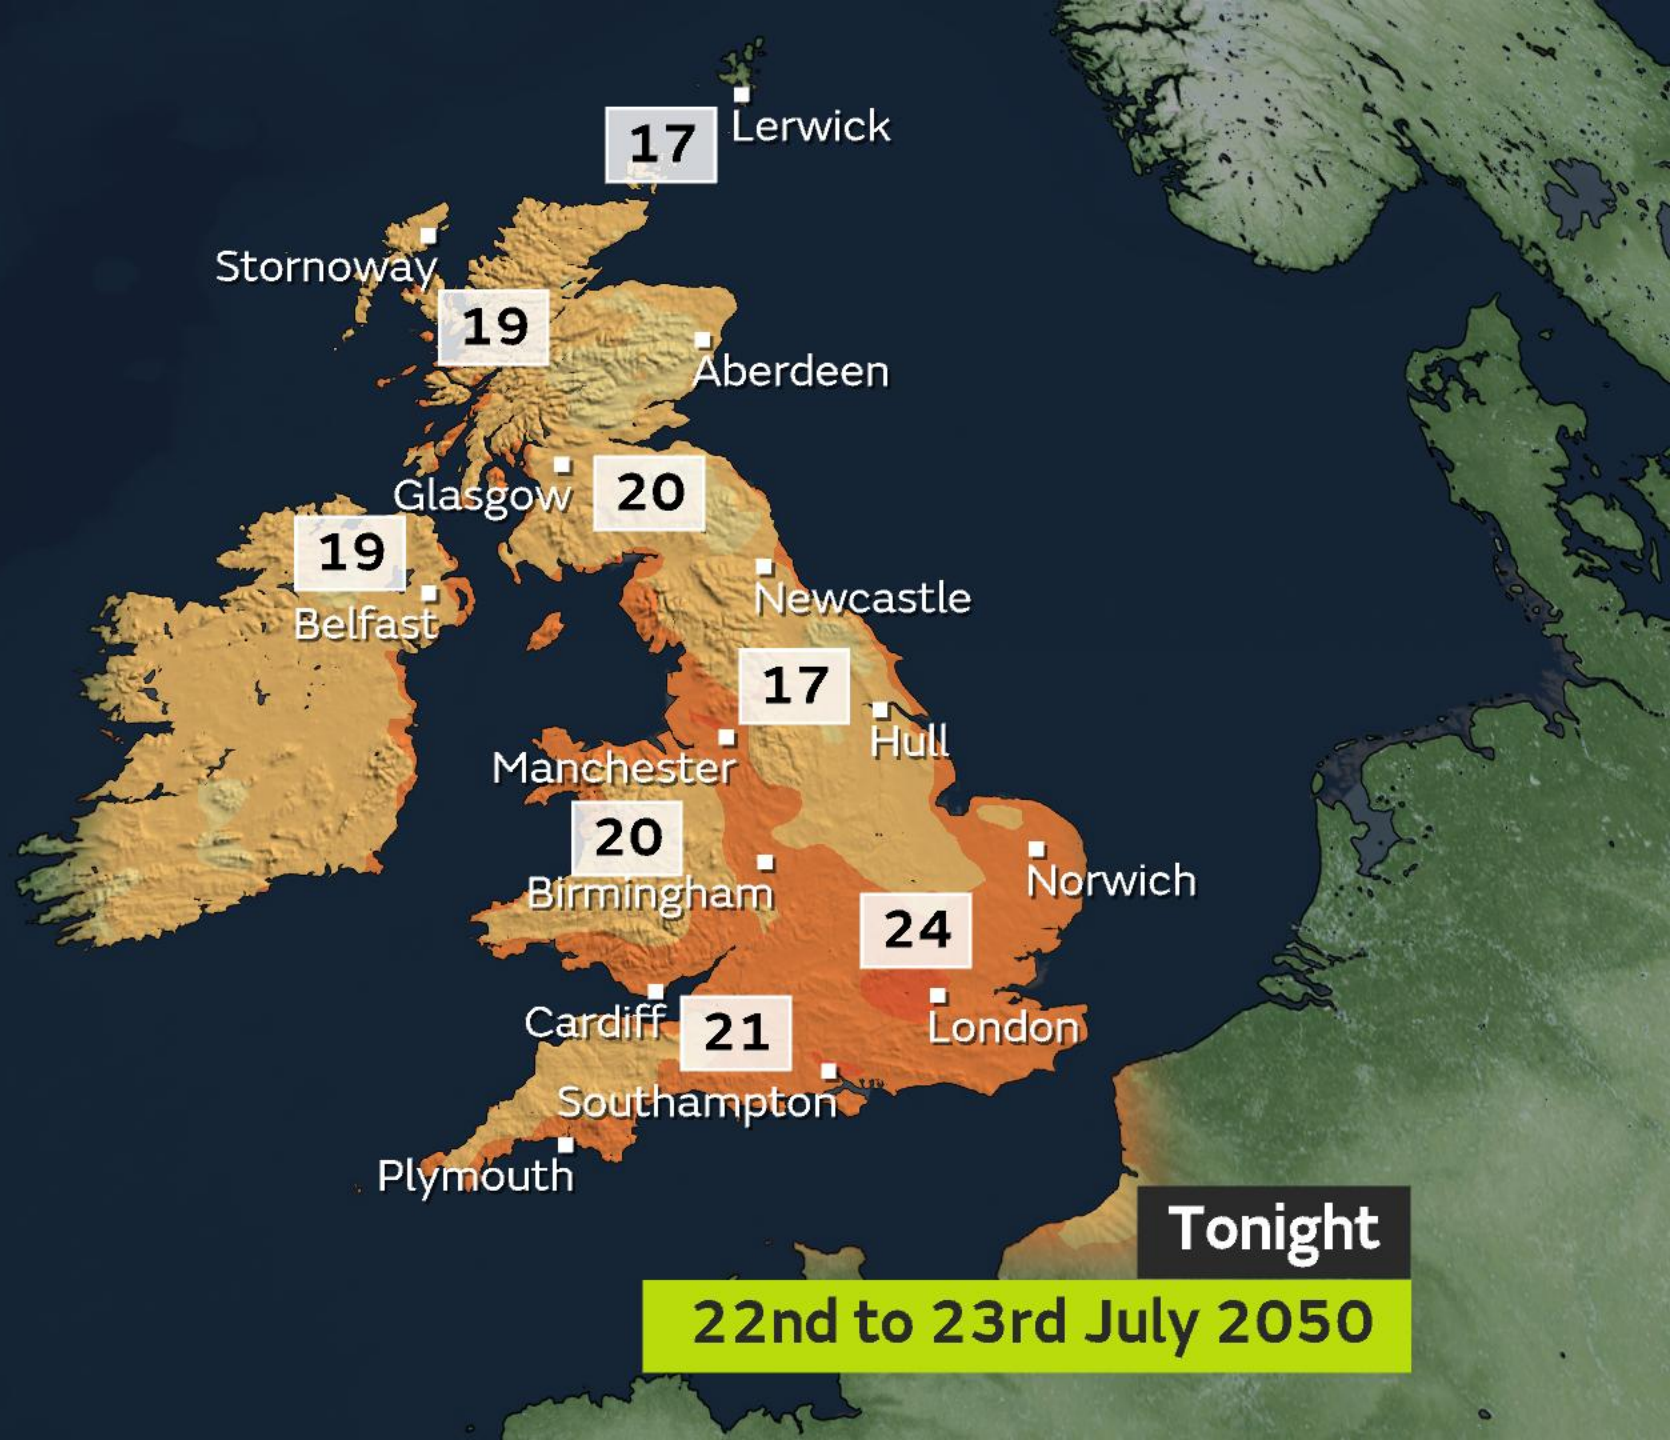 Lerwick
17
Stornoway
19
Aberdeen
Glasgow
20
19
Belfast
Newcastle
17
Hull
Manchester
20
Birmingham
Norwich
24
Cardiff
21
London
Southampton
Plymouth
Tonight
22nd to 23rd July 2050